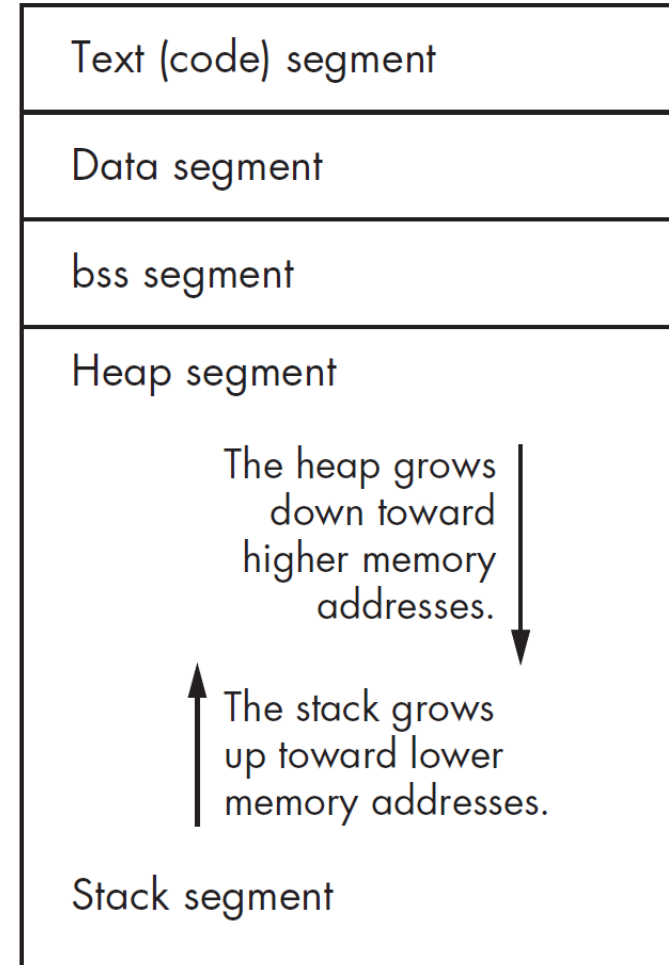 Text (code) segment
Data segment
bss segment
Heap segment
The heap grows
down toward
higher memory
addresses.
The stack grows
up toward lower
memory addresses.
Stack segment